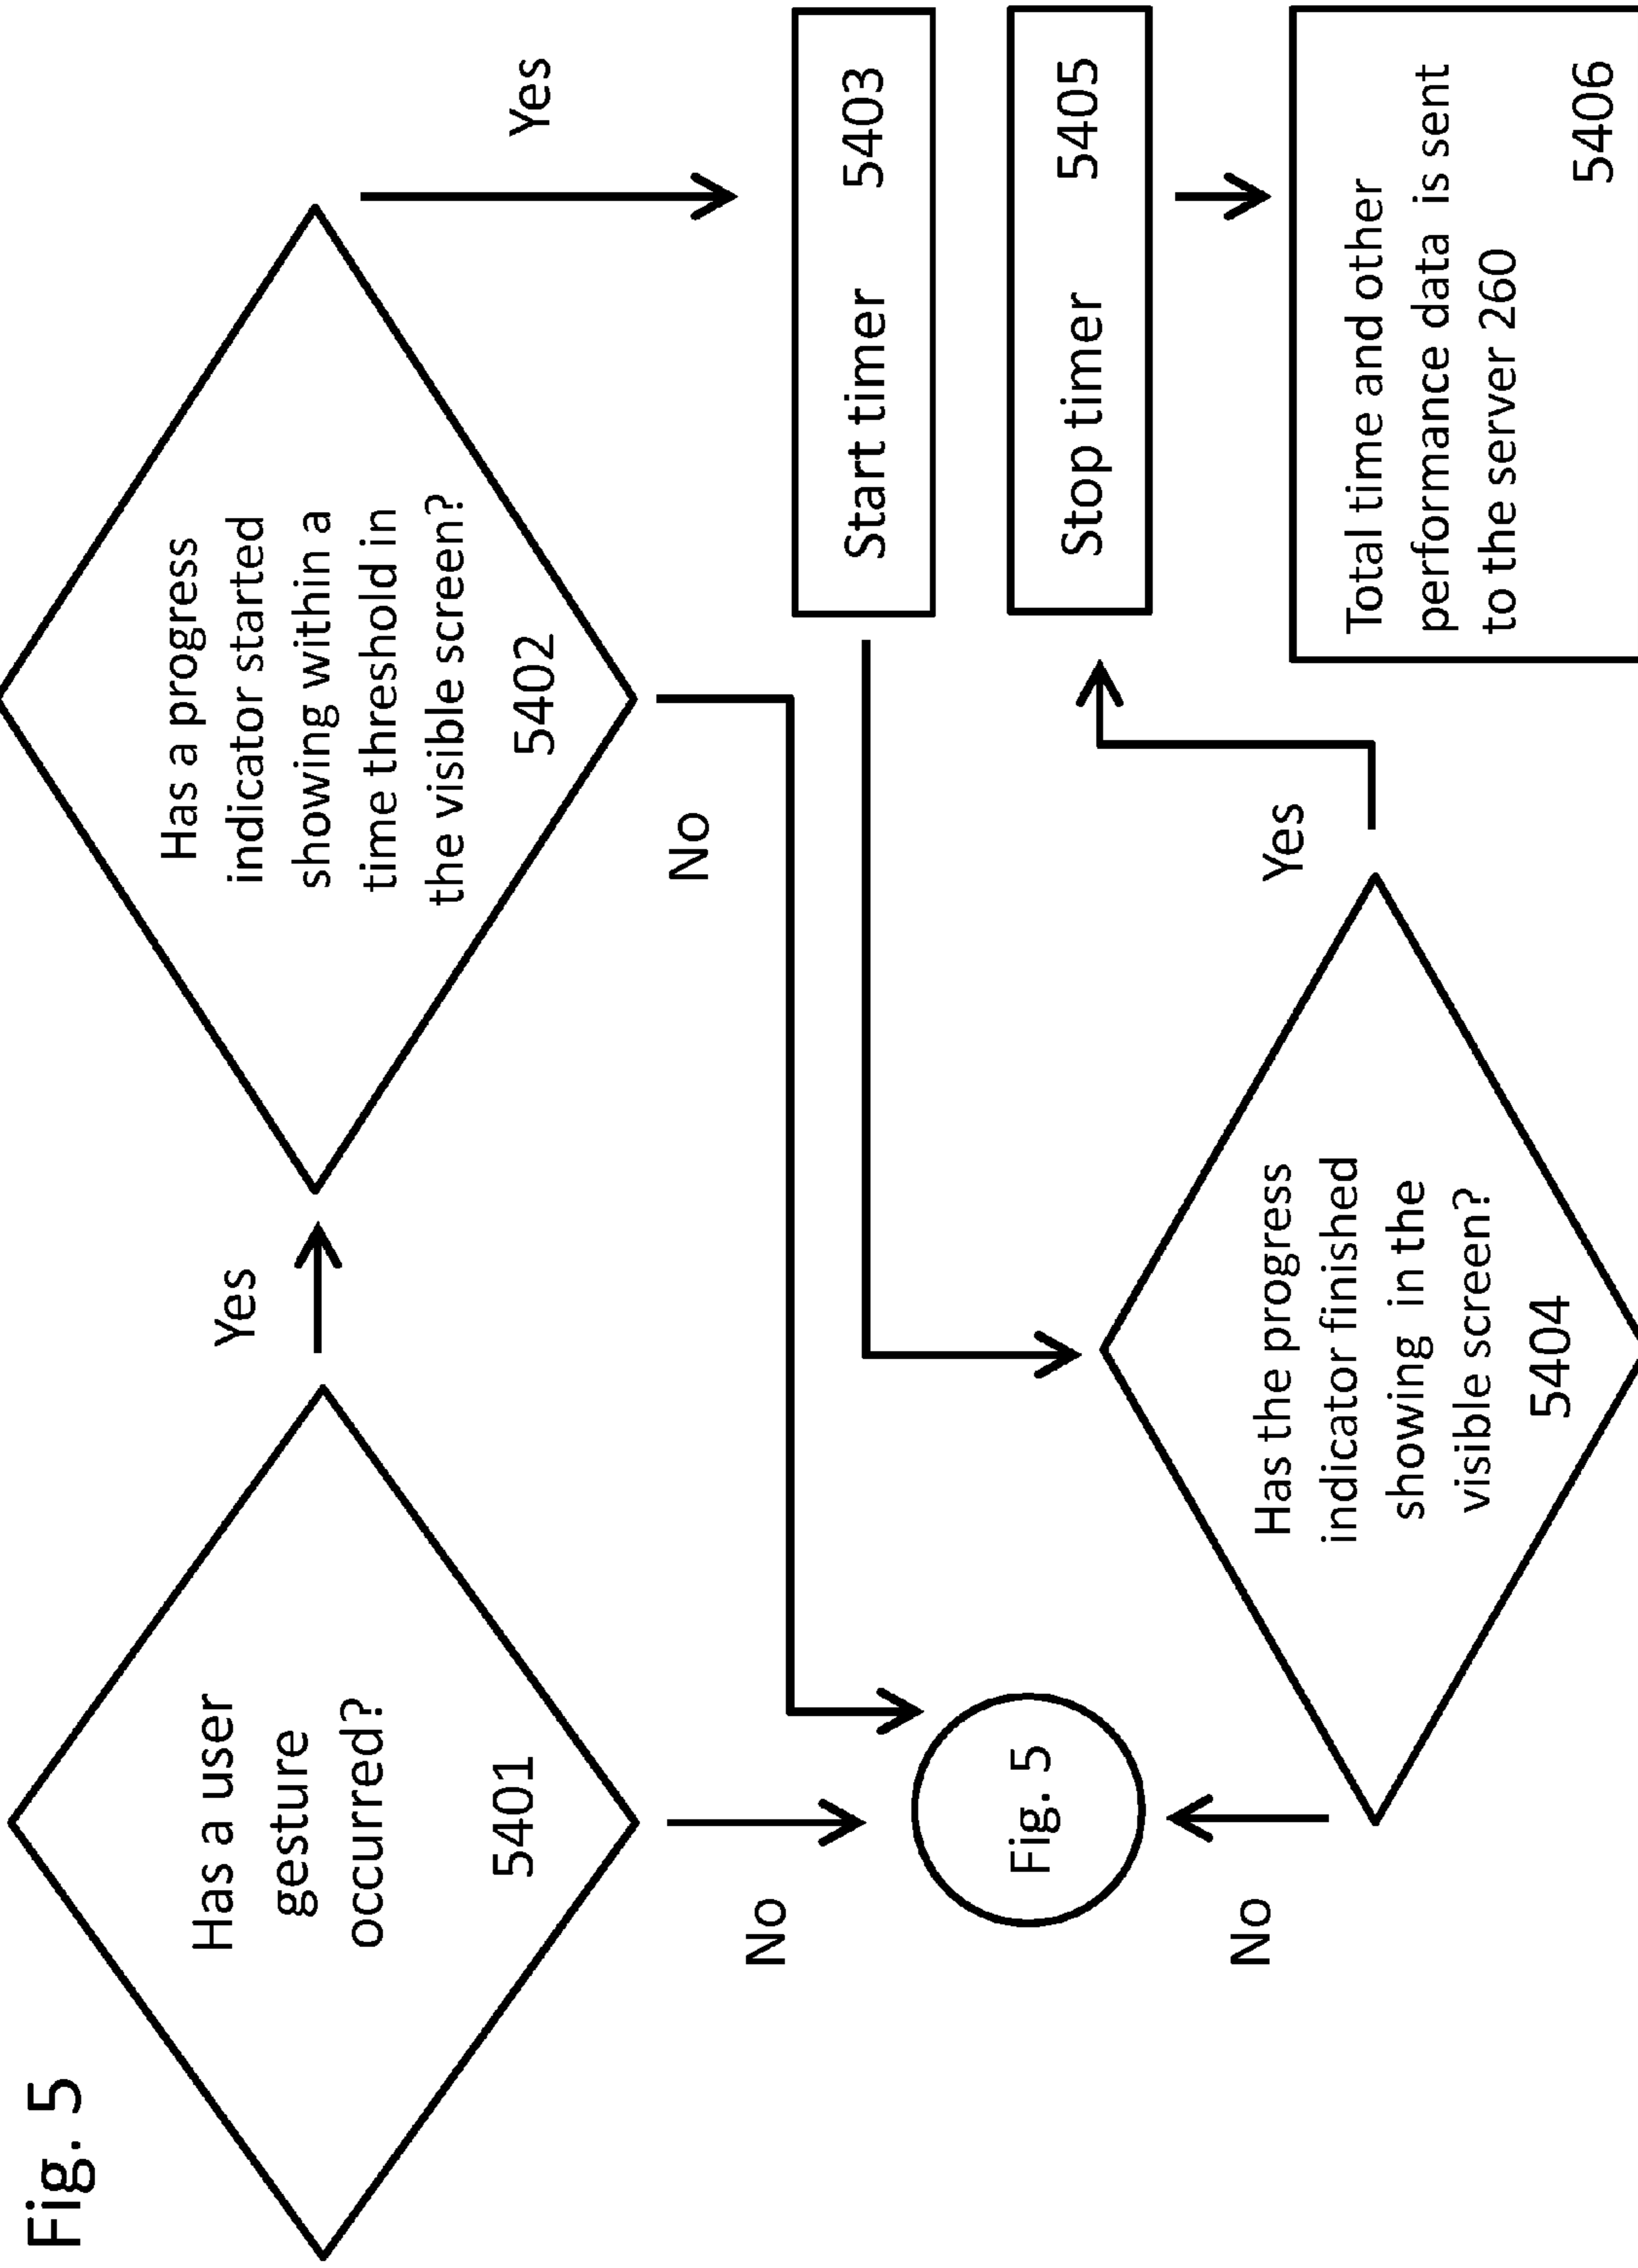 Fig. 5
Has a user
gesture
occurred?
5401
Yes
No
Has a progress
indicator started
showing within a
time threshold in
the visible screen?
5402
Yes
No
Start timer 5403
Has the progress
indicator finished
showing in the
visible screen?
5404
Yes
No
Fig. 5
Stop timer 5405
Total time and other
performance data is sent
to the server 260
5406